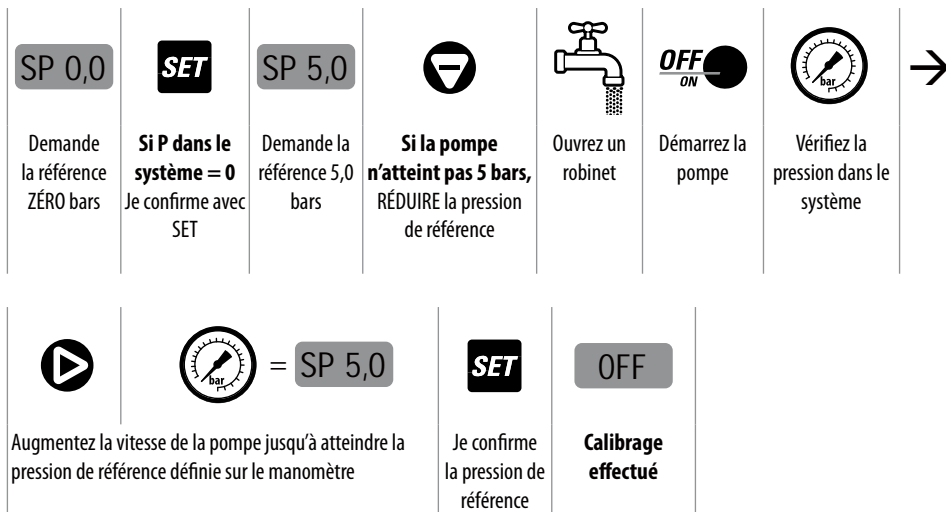 SP 0,0
SET
SP 5,0
OFF
ON
bar
Demande
la référence
ZÉRO bars
Si P dans le
système = 0
Je confirme avec
SET
Demande la
référence 5,0
bars
Si la pompe
n'atteint pas 5 bars,
RÉDUIRE la pression
de référence
Ouvrez un
robinet
Démarrez la
pompe
Vérifiez la
pression dans le
système
bar
= SP 5,0
SET
OFF
Augmentez la vitesse de la pompe jusqu'à atteindre la
pression de référence définie sur le manomètre
Je confirme
la pression de
référence
Calibrage
effectué